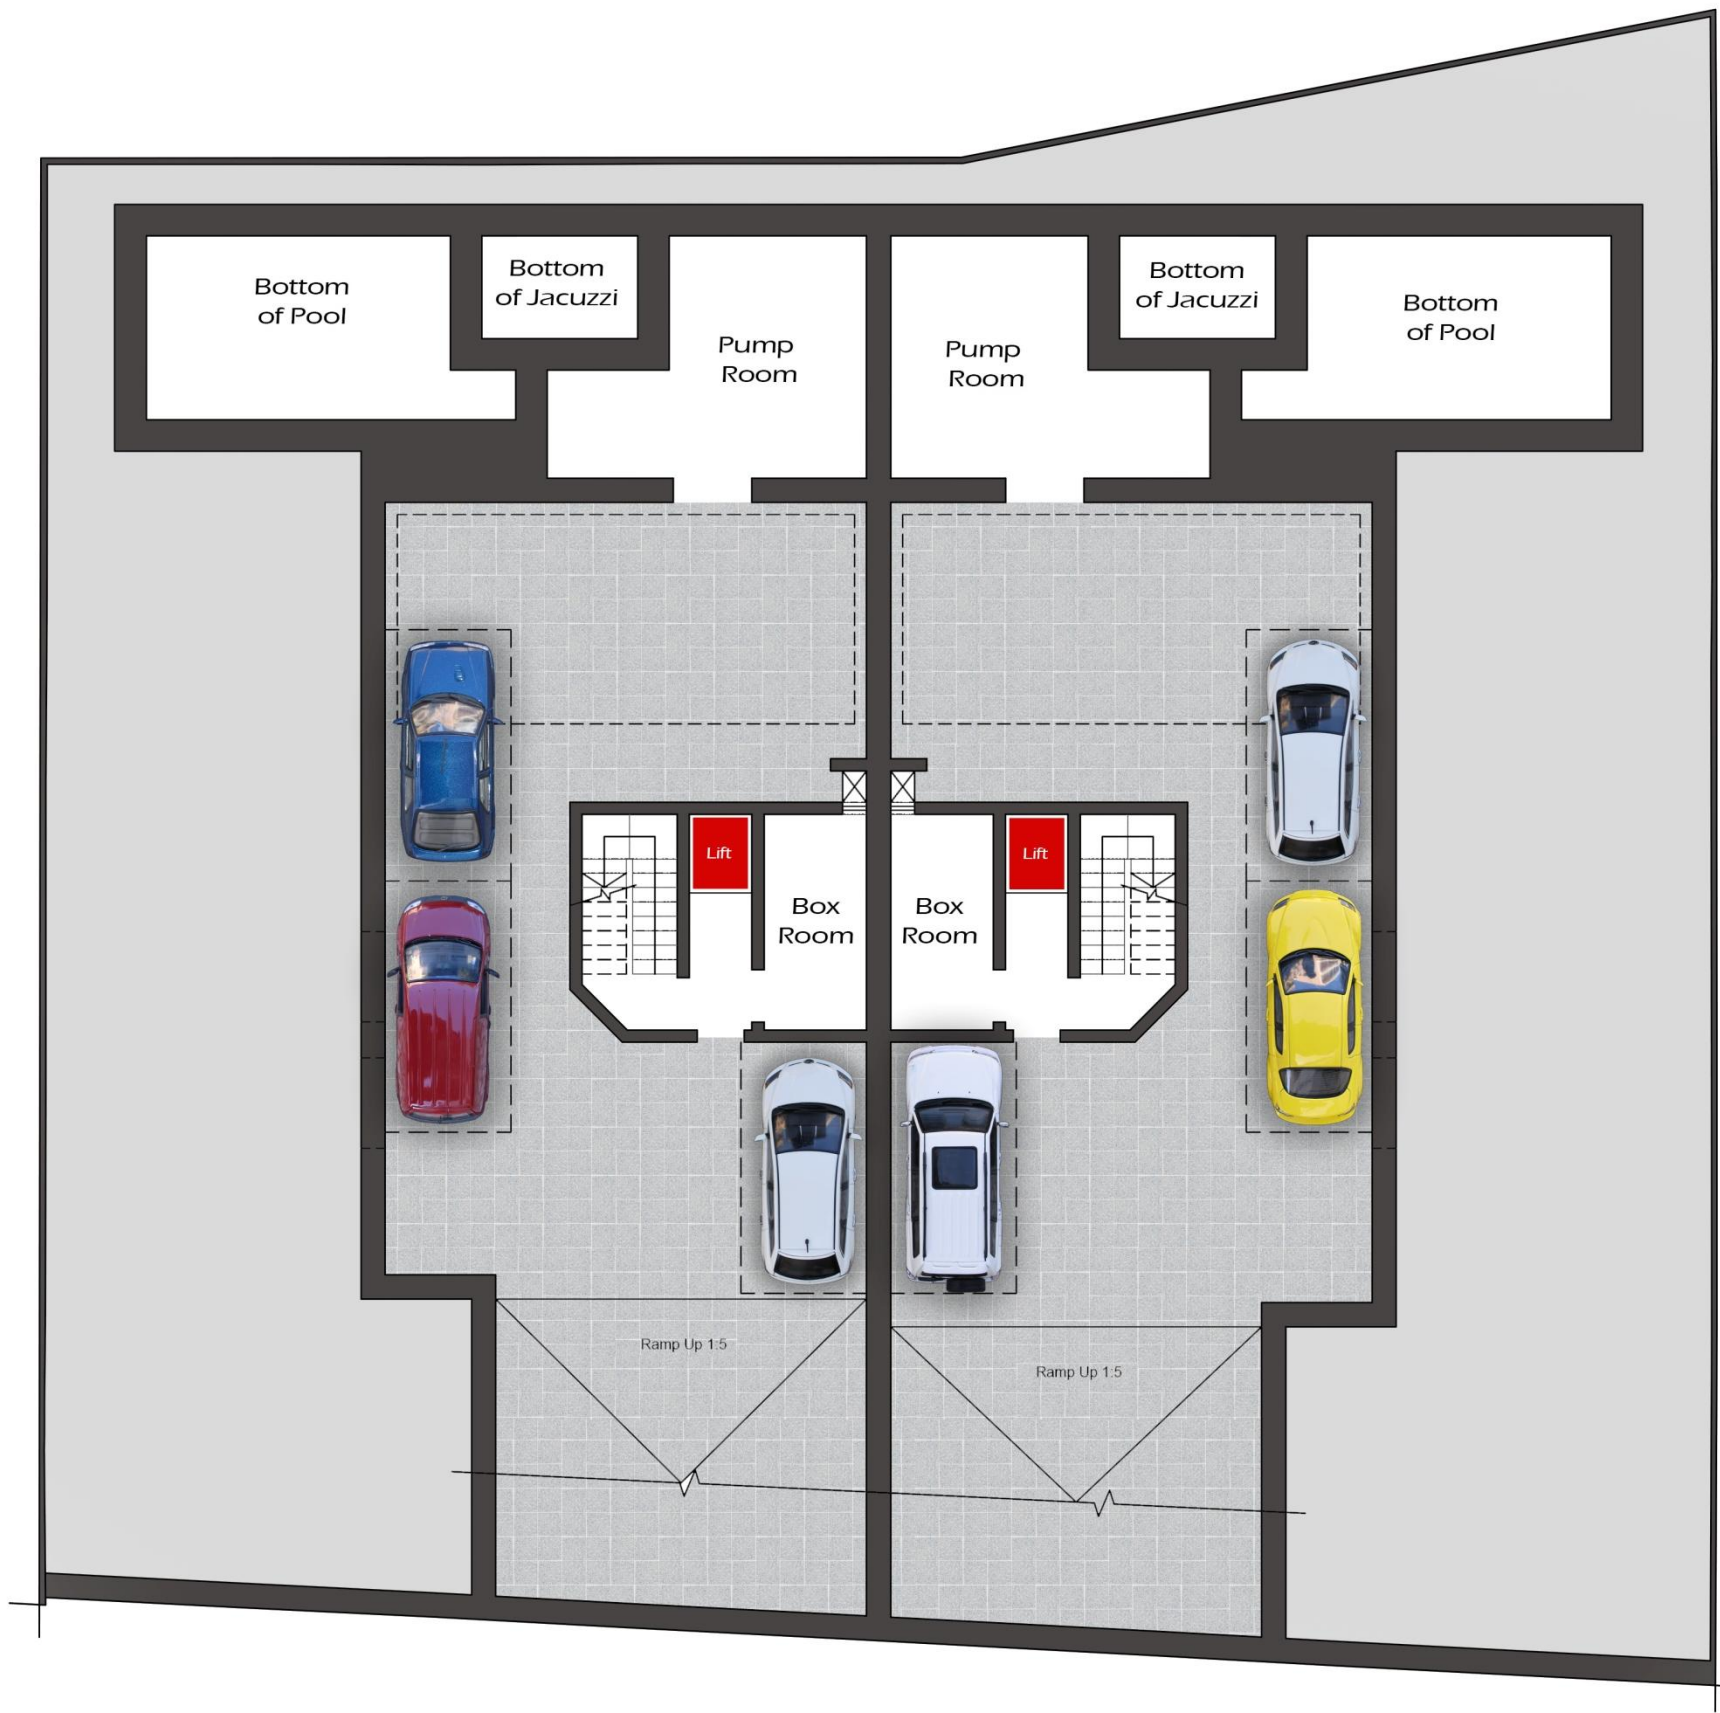 Bottom
of Pool
Bottom
of Jacuzzi
Pump
Room
Pump
Room
Bottom
of Jacuzzi
Bottom
of Pool
Lift
Lift
Box
Room
Box
Room
Ramp Up 1:5
Ramp Up 1:5